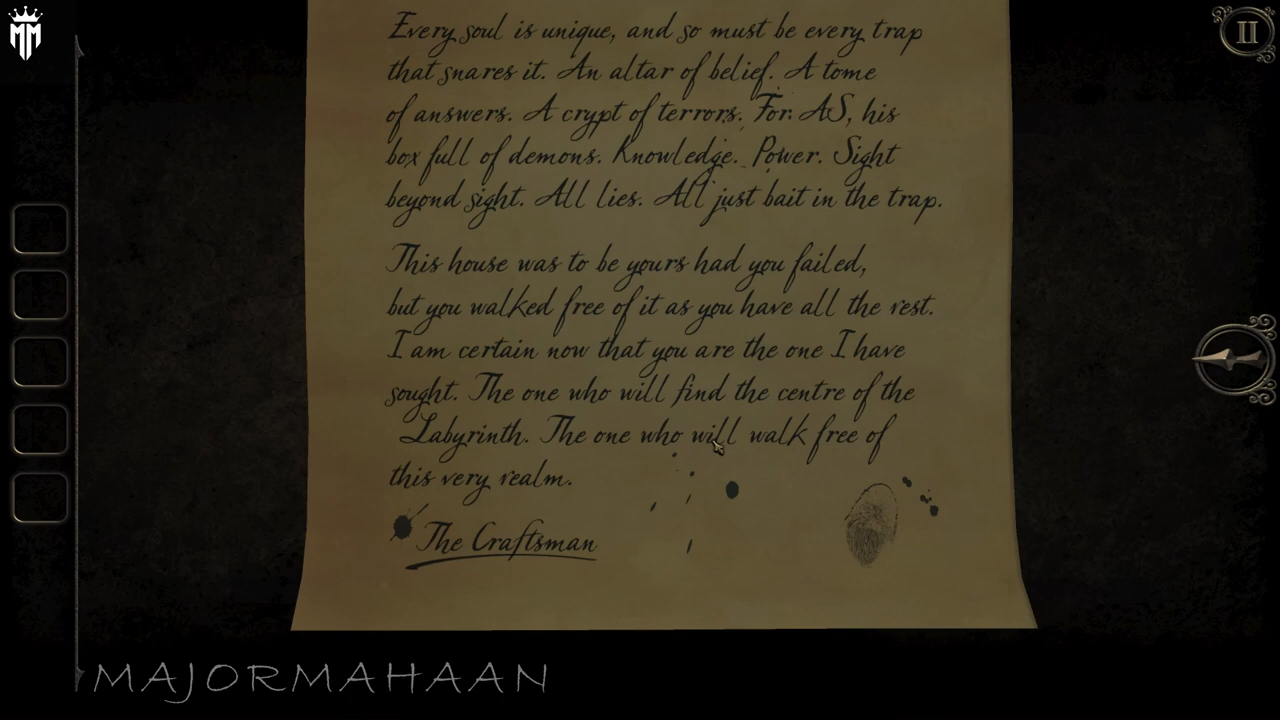 MM
II
Every soul is unique, and so must be every trap
that snares it. An altar of belief. A tome
of answers. A crypt of terrors. For AS, his
box full of demons. Knowledge. Power. Sight
beyond sight. All lies. All just bait in the trap.
This house was to be yours had you failed,
but you walked free of it as you have all the rest.
I am certain now that you are the one I have
sought. The one who will find the centre of the
Labyrinth. The one who will walk free of
this very realm.
The Craftsman
MAJORMAHAAN